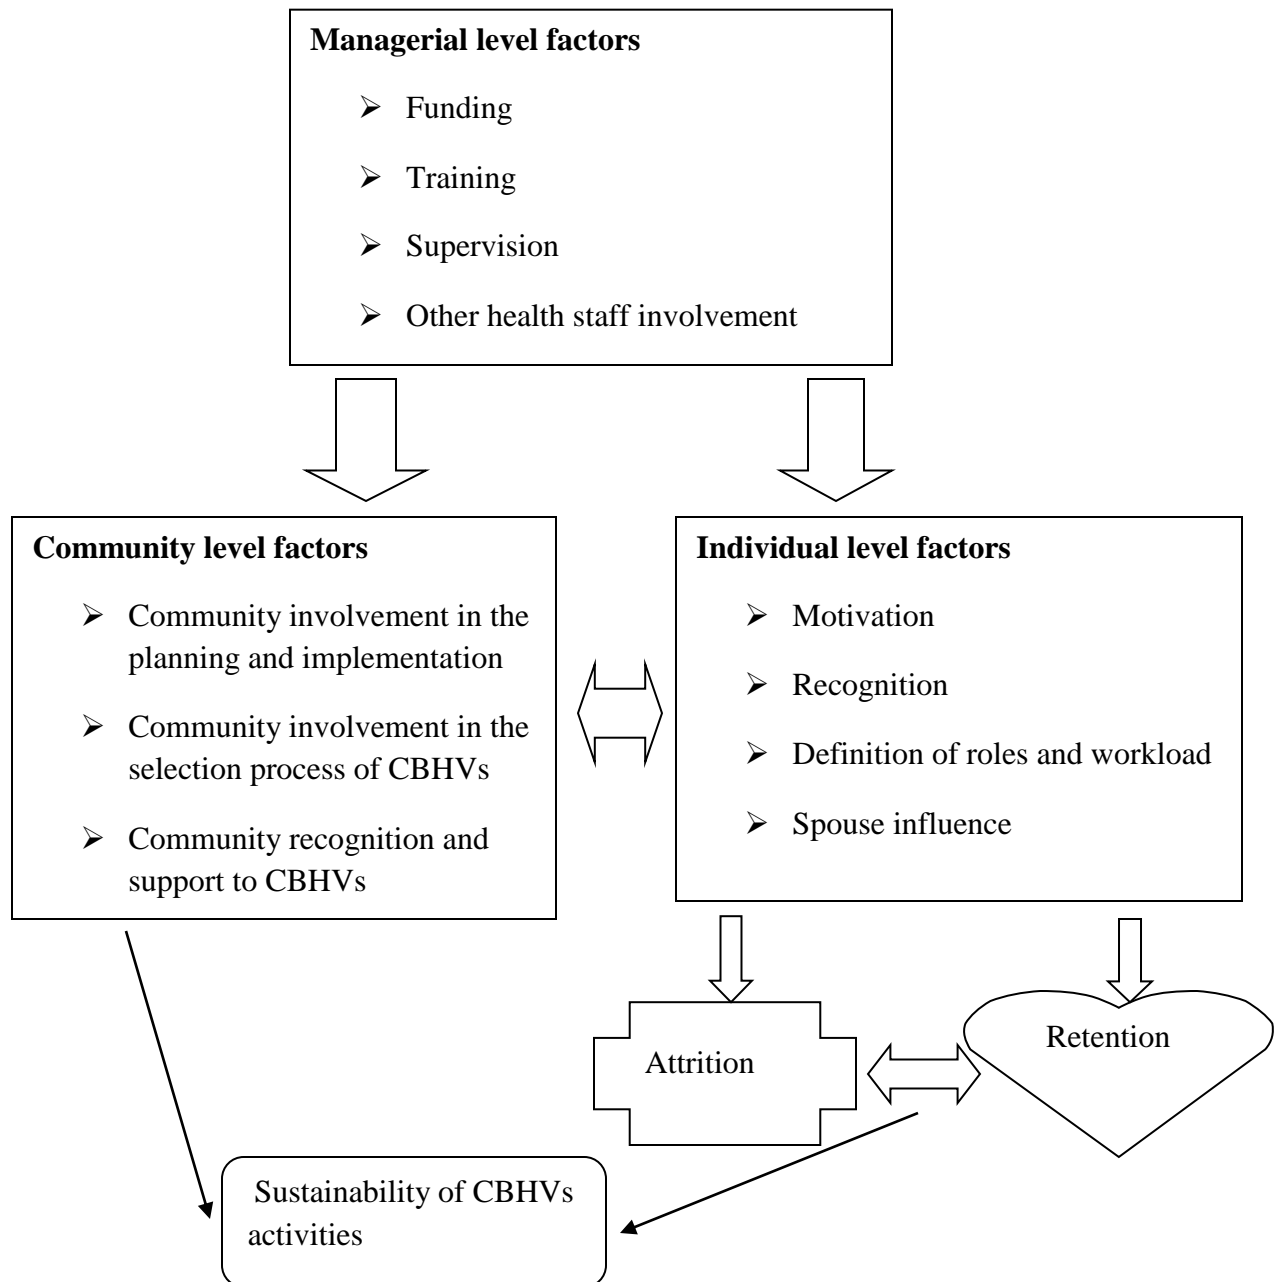 Managerial level factors
➢ Funding
➢ Training
➢ Supervision
➢ Other health staff involvement
Community level factors
➢ Community involvement in the
planning and implementation
➢ Community involvement in the
selection process of CBHVs
➢ Community recognition and
support to CBHVs
Individual level factors
➢ Motivation
➢ Recognition
➢ Definition of roles and workload
➢ Spouse influence
Attrition
Retention
Sustainability of CBHVs
activities